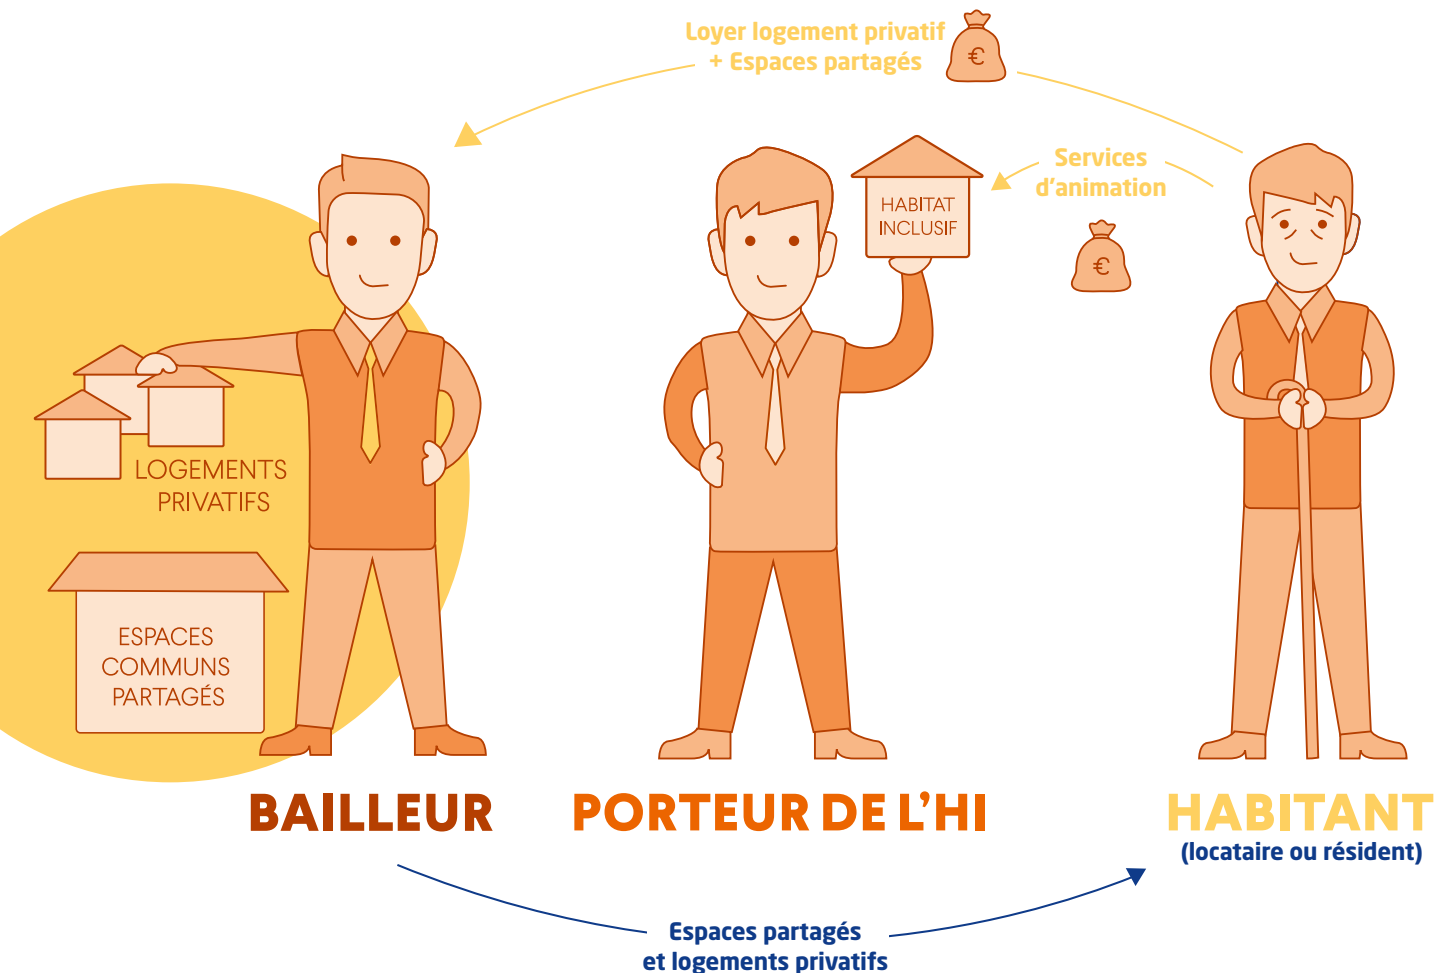 Loyer logement privatif
+ Espaces partagés
€
Services
d'animation
€
HABITAT
INCLUSIF
LOGEMENTS
PRIVATIFS
ESPACES
COMMUNS
PARTAGÉS
BAILLEUR
PORTEUR DE L'HI
HABITANT
(locataire ou résident)
Espaces partagés
et logements privatifs